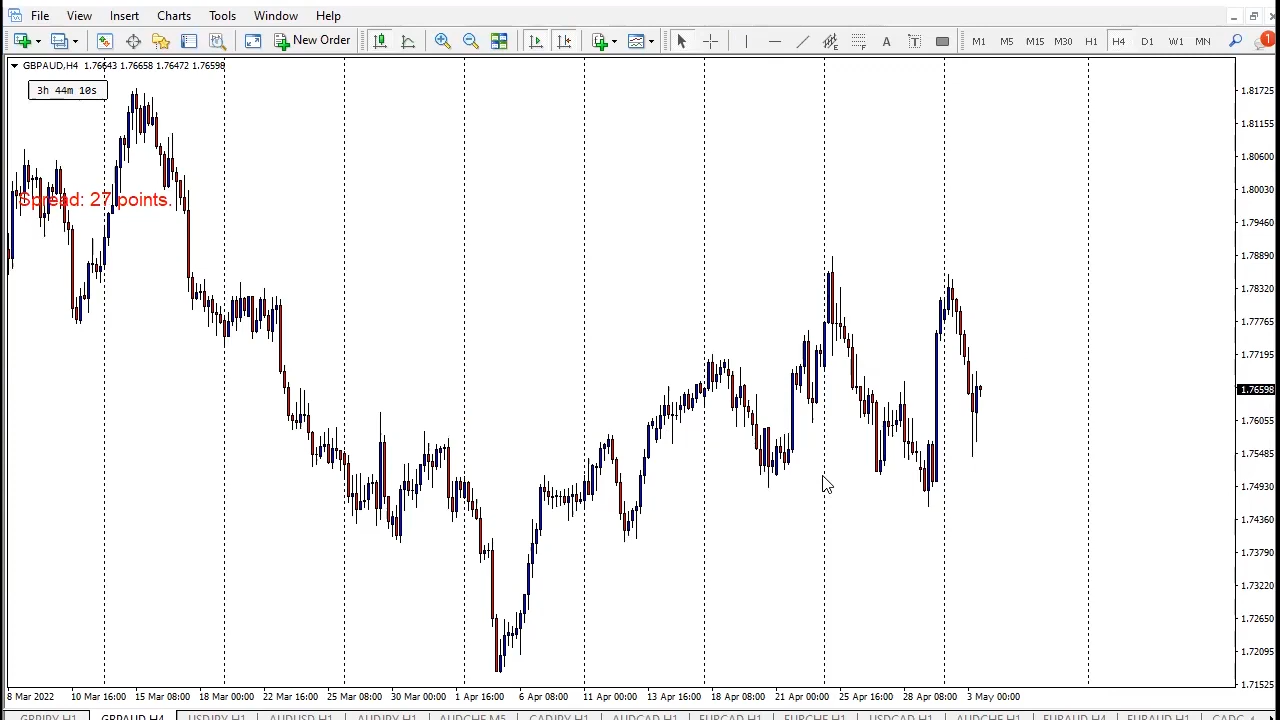 File View Insert Charts Tools Window Help
New Order A T M1 M5 M15 M30 H1 H4 D1 W1 MN 1
GBPAUD,H4 1.76643 1.76658 1.76472 1.76598
3h 44m 10s
Spread: 27 points.
1.81725
1.81155
1.80600
1.80030
1.79460
1.78890
1.78320
1.77765
1.77195
1.76598
1.76055
1.75485
1.74930
1.74360
1.73790
1.73220
1.72650
1.72095
1.71525
8 Mar 2022 10 Mar 16:00 15 Mar 08:00 18 Mar 00:00 22 Mar 16:00 25 Mar 08:00 30 Mar 00:00 1 Apr 16:00 6 Apr 08:00 11 Apr 00:00 13 Apr 16:00 18 Apr 08:00 21 Apr 00:00 25 Apr 16:00 28 Apr 08:00 3 May 00:00
GBPJPY,H1 GBPAUD,H4 USDJPY,H1 AUDUSD,H1 AUDJPY,H1 AUDCHF,M5 CADJPY,H1 AUDCAD,H1 EURCAD,H1 EURCHF,H1 USDCAD,H1 AUDCHF,H1 EURAUD,H4 EURAUD,H1